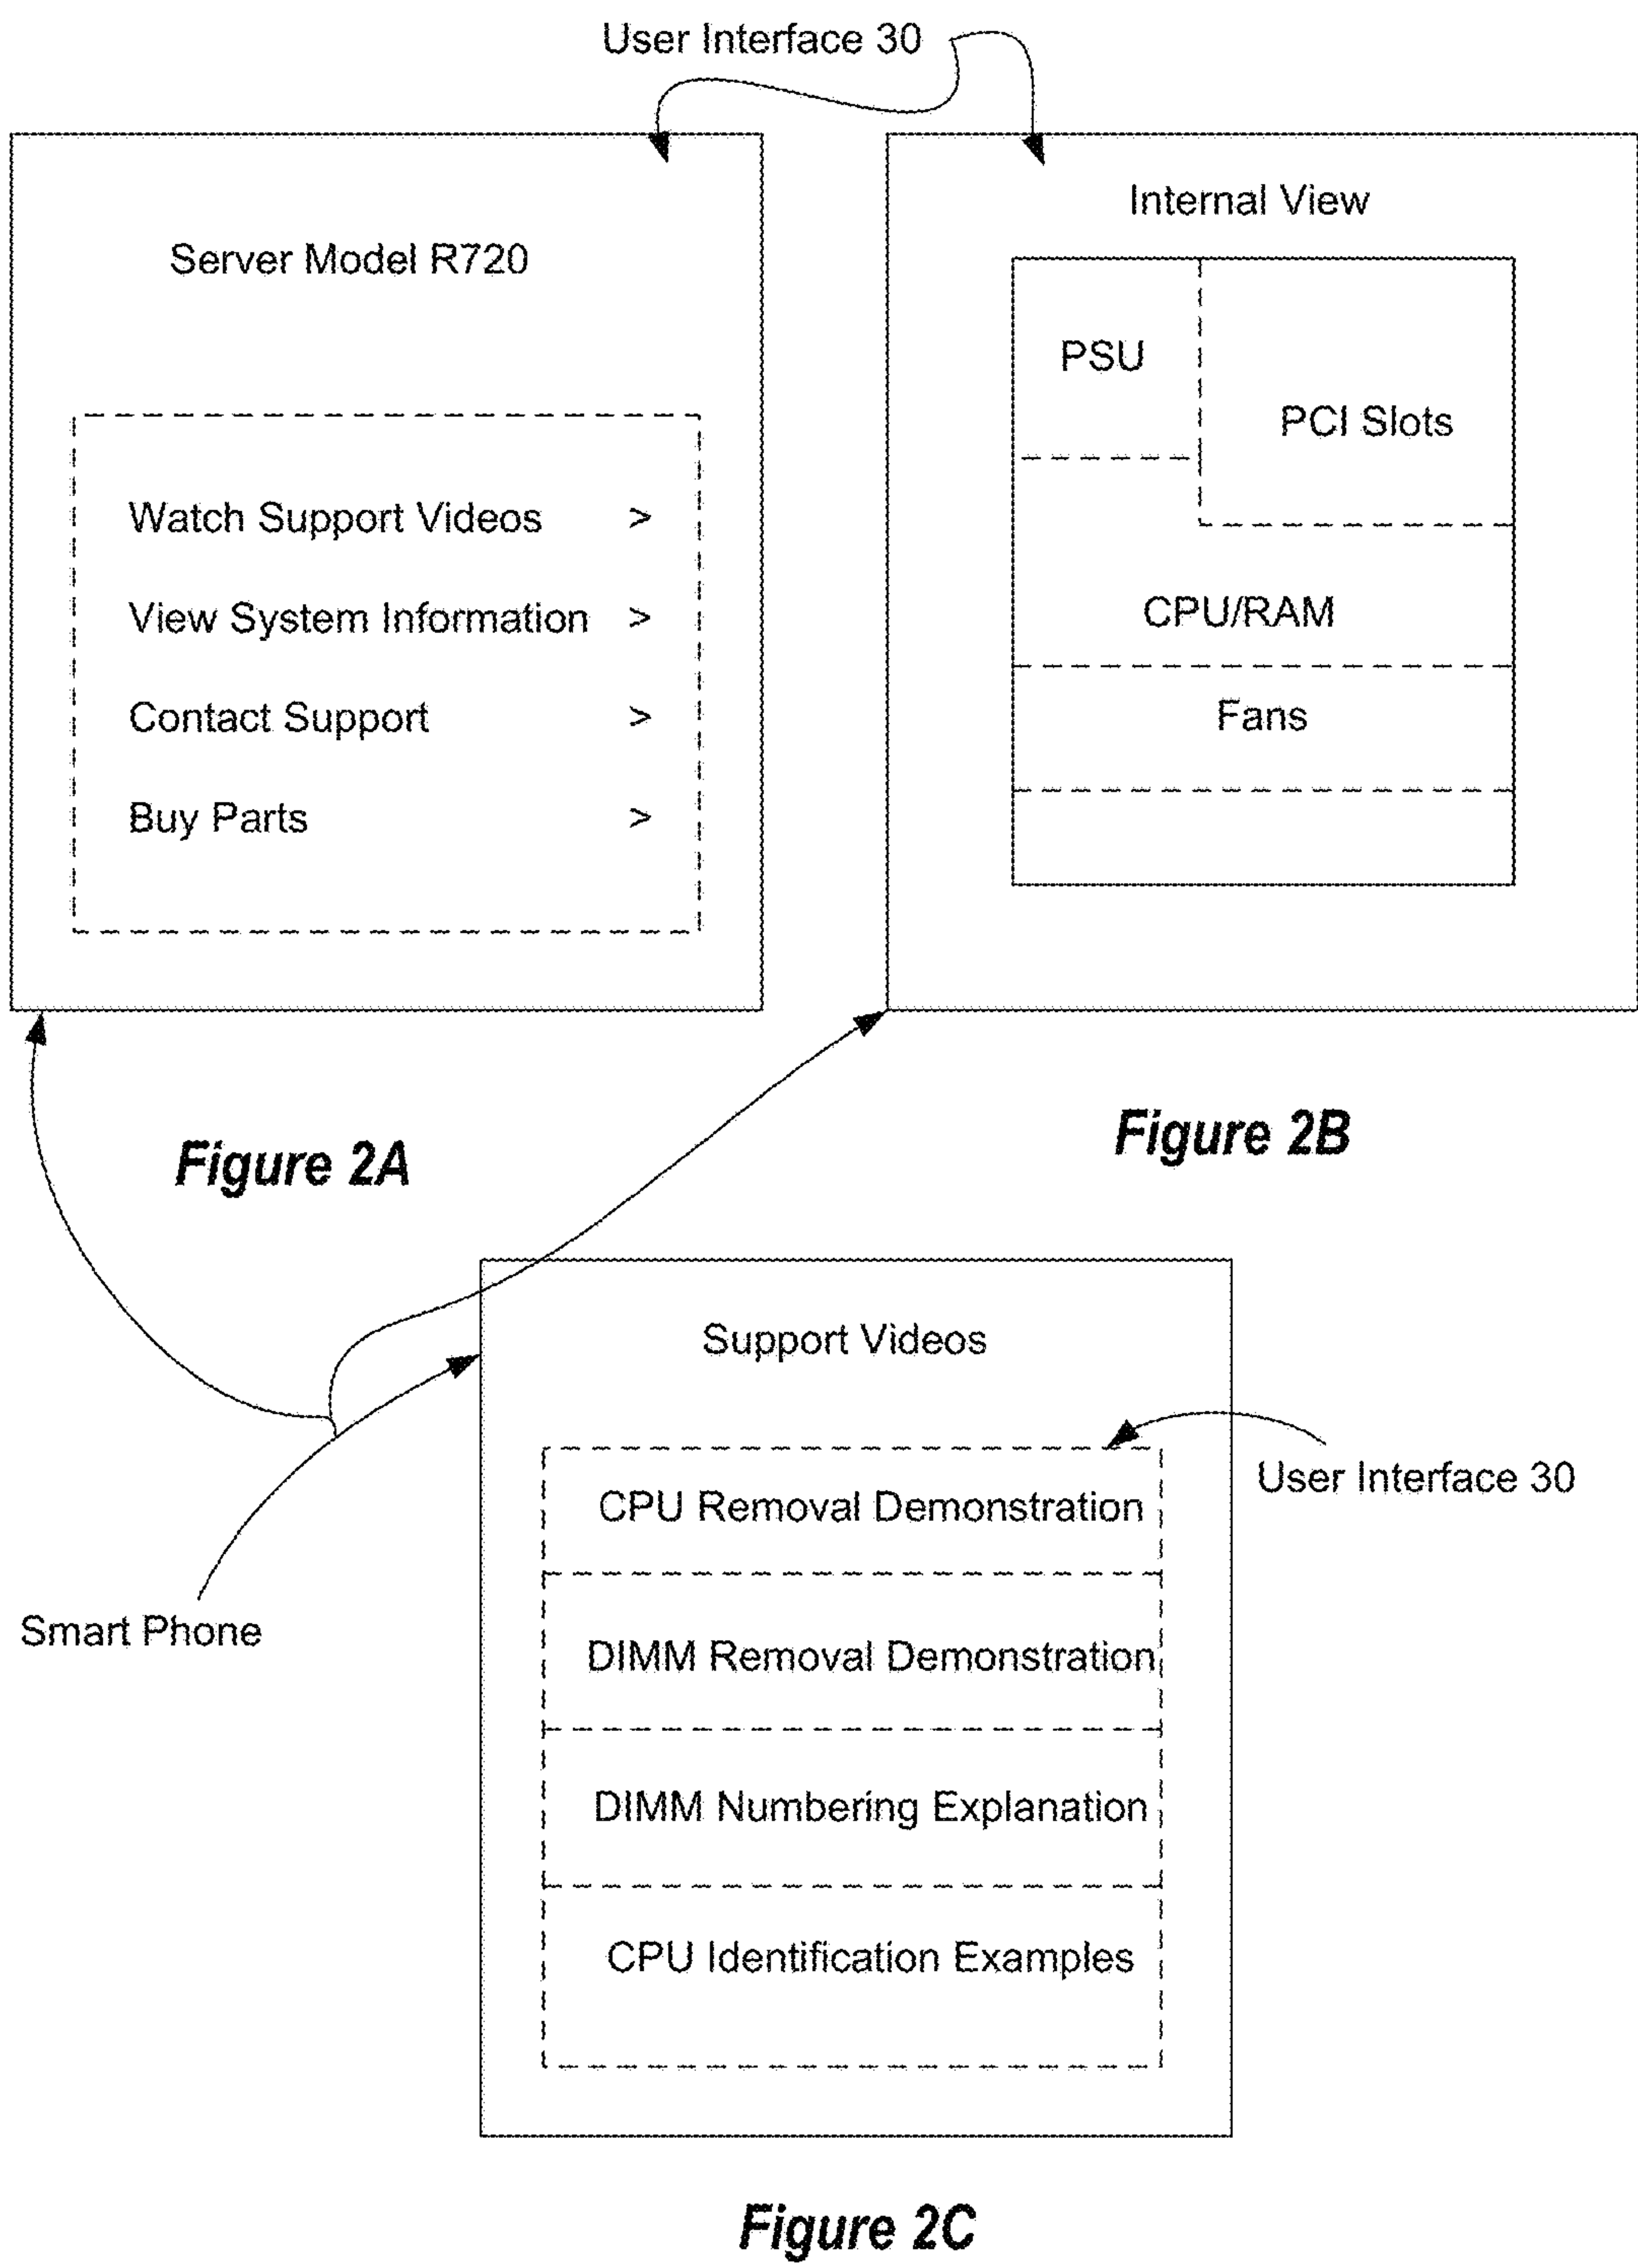 User Interface 30
Server Model R720
Watch Support Videos >
View System Information >
Contact Support >
Buy Parts >
Figure 2A
Internal View
PSU
PCI Slots
CPU/RAM
Fans
Figure 2B
Support Videos
User Interface 30
CPU Removal Demonstration
DIMM Removal Demonstration
DIMM Numbering Explanation
CPU Identification Examples
Smart Phone
Figure 2C